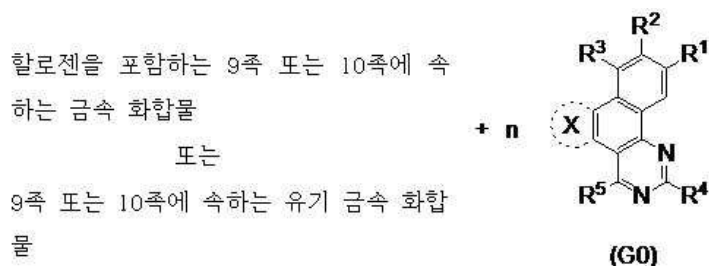 할로젠을 포함하는 9족 또는 10족에 속
하는 금속 화합물
또는
9족 또는 10족에 속하는 유기 금속 화합
물
+ n
R²
R³
R¹
X
N
R⁵
N
R⁴
(G0)